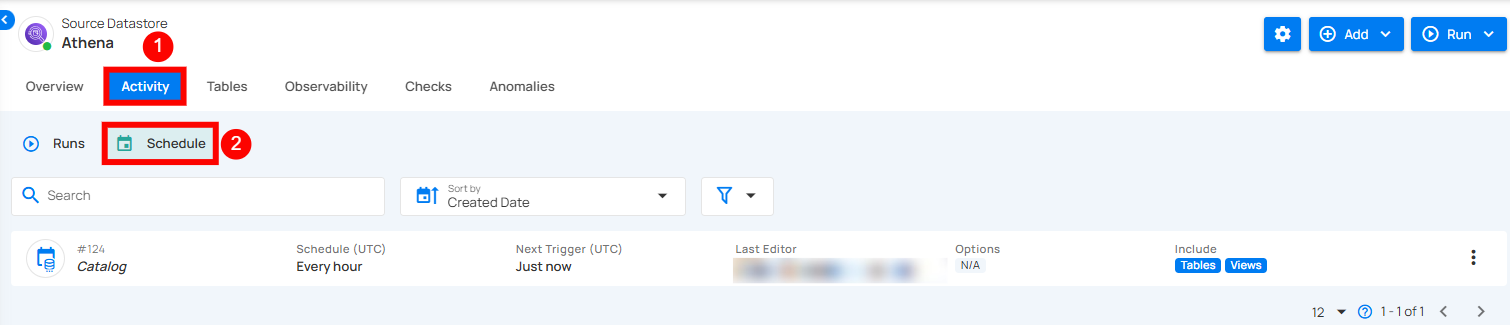 Source Datastore
Athena
1
Add
Run
Overview
Activity
Tables
Observability
Checks
Anomalies
Runs
Schedule
2
Search
Sort by
Created Date
#124
Catalog
Schedule (UTC)
Every hour
Next Trigger (UTC)
Just now
Last Editor
Options
N/A
Include
Tables Views
12
1 - 1 of 1